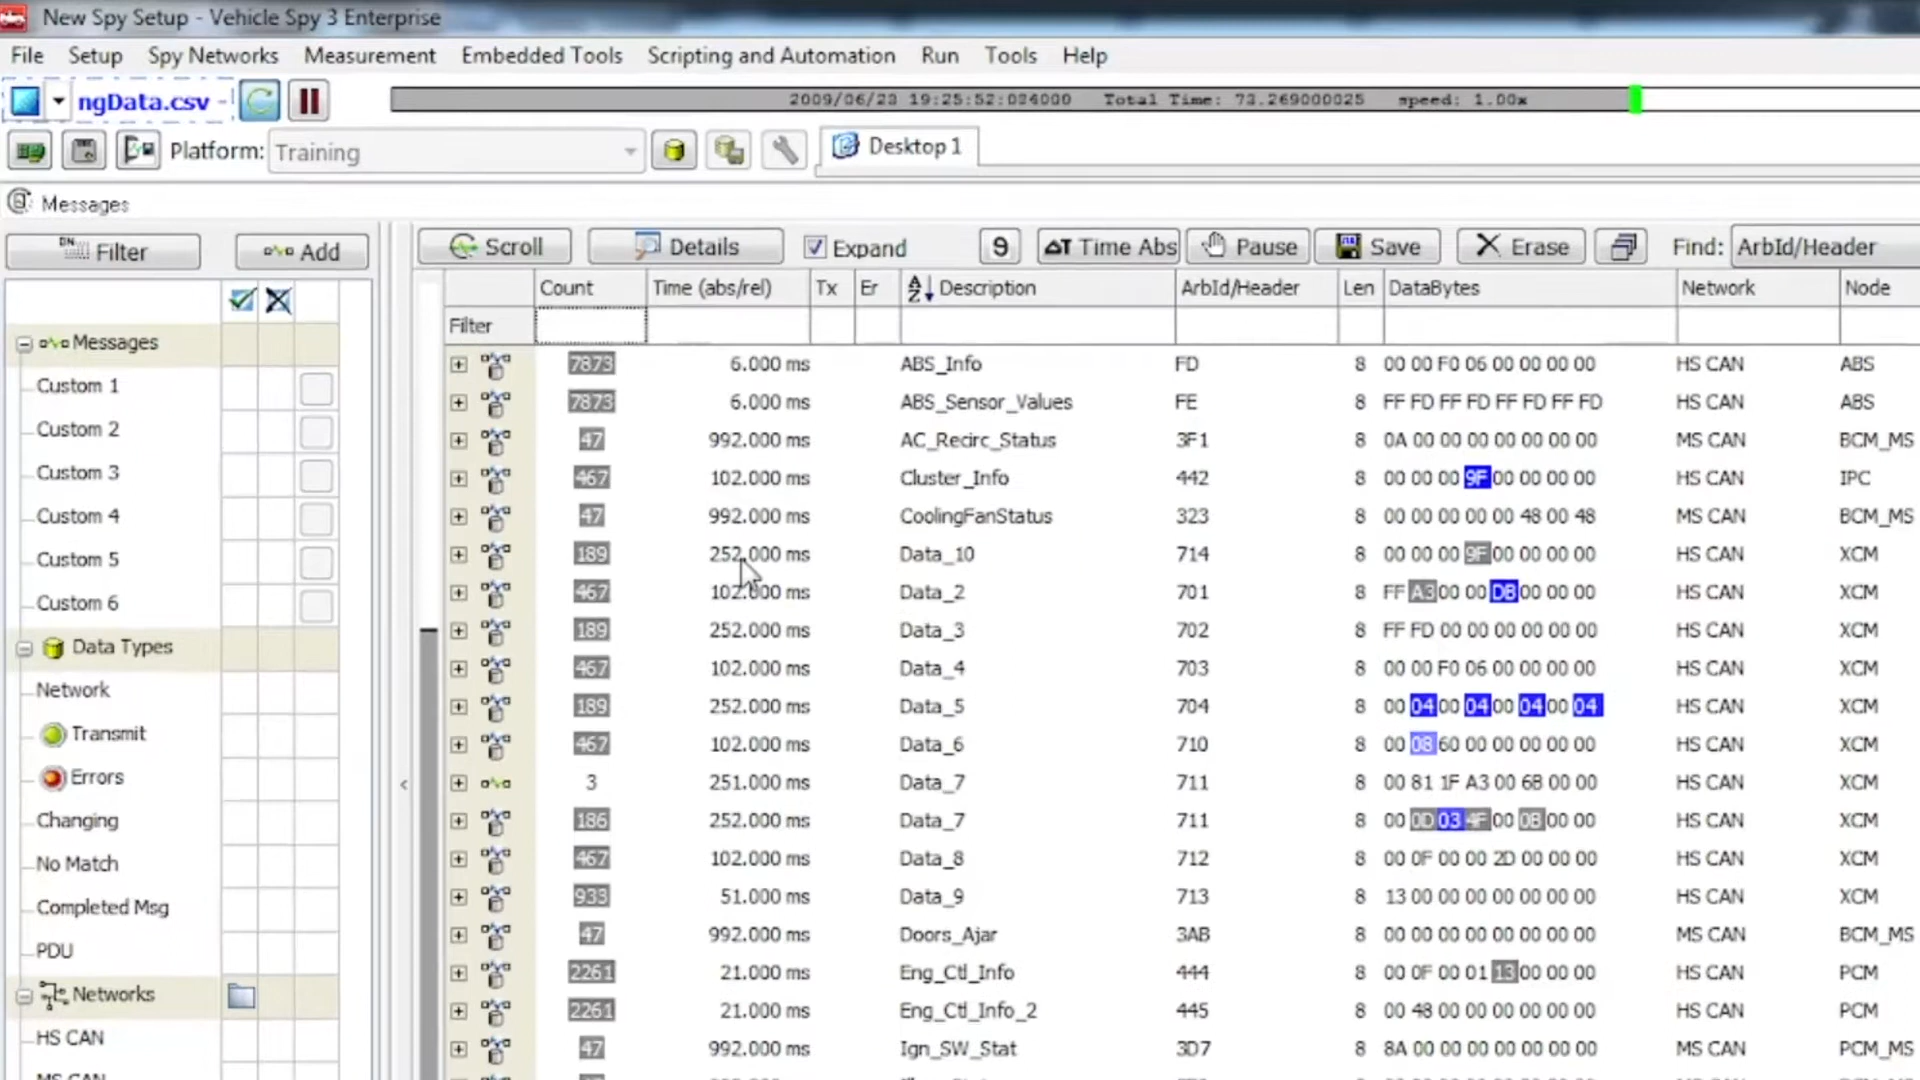 New Spy Setup - Vehicle Spy 3 Enterprise
File Setup Spy Networks Measurement Embedded Tools Scripting and Automation Run Tools Help
ngData.csv - 2009/06/23 19:25:52:034000 Total Time: 73.269000025 speed: 1.00x
Platform: Training Desktop 1
Messages
Filter Add Scroll Details Expand 9 ΔT Time Abs Pause Save Erase Find: ArbId/Header
Count Time (abs/rel) Tx Er Description ArbId/Header Len DataBytes Network Node
Filter
Messages
Custom 1
Custom 2
Custom 3
Custom 4
Custom 5
Custom 6
Data Types
Network
Transmit
Errors
Changing
No Match
Completed Msg
PDU
Networks
HS CAN
MS CAN
7873 6.000 ms ABS_Info FD 8 00 00 F0 06 00 00 00 00 HS CAN ABS
7873 6.000 ms ABS_Sensor_Values FE 8 FF FD FF FD FF FD FF FD HS CAN ABS
47 992.000 ms AC_Recirc_Status 3F1 8 0A 00 00 00 00 00 00 00 MS CAN BCM_MS
467 102.000 ms Cluster_Info 442 8 00 00 00 9F 00 00 00 00 HS CAN IPC
47 992.000 ms CoolingFanStatus 323 8 00 00 00 00 00 48 00 48 MS CAN BCM_MS
189 252.000 ms Data_10 714 8 00 00 00 9F 00 00 00 00 HS CAN XCM
467 102.000 ms Data_2 701 8 FF A3 00 00 DB 00 00 00 HS CAN XCM
189 252.000 ms Data_3 702 8 FF FD 00 00 00 00 00 00 HS CAN XCM
467 102.000 ms Data_4 703 8 00 00 F0 06 00 00 00 00 HS CAN XCM
189 252.000 ms Data_5 704 8 00 04 00 04 00 04 00 04 HS CAN XCM
467 102.000 ms Data_6 710 8 00 08 60 00 00 00 00 00 HS CAN XCM
3 251.000 ms Data_7 711 8 00 81 1F A3 00 6B 00 00 HS CAN XCM
186 252.000 ms Data_7 711 8 00 0D 03 4F 00 0B 00 00 HS CAN XCM
467 102.000 ms Data_8 712 8 00 0F 00 00 2D 00 00 00 HS CAN XCM
933 51.000 ms Data_9 713 8 13 00 00 00 00 00 00 00 HS CAN XCM
47 992.000 ms Doors_Ajar 3AB 8 00 00 00 00 00 00 00 00 MS CAN BCM_MS
2261 21.000 ms Eng_Ctl_Info 444 8 00 0F 00 01 13 00 00 00 HS CAN PCM
2261 21.000 ms Eng_Ctl_Info_2 445 8 00 48 00 00 00 00 00 00 HS CAN PCM
47 992.000 ms Ign_SW_Stat 3D7 8 8A 00 00 00 00 00 00 00 MS CAN PCM_MS